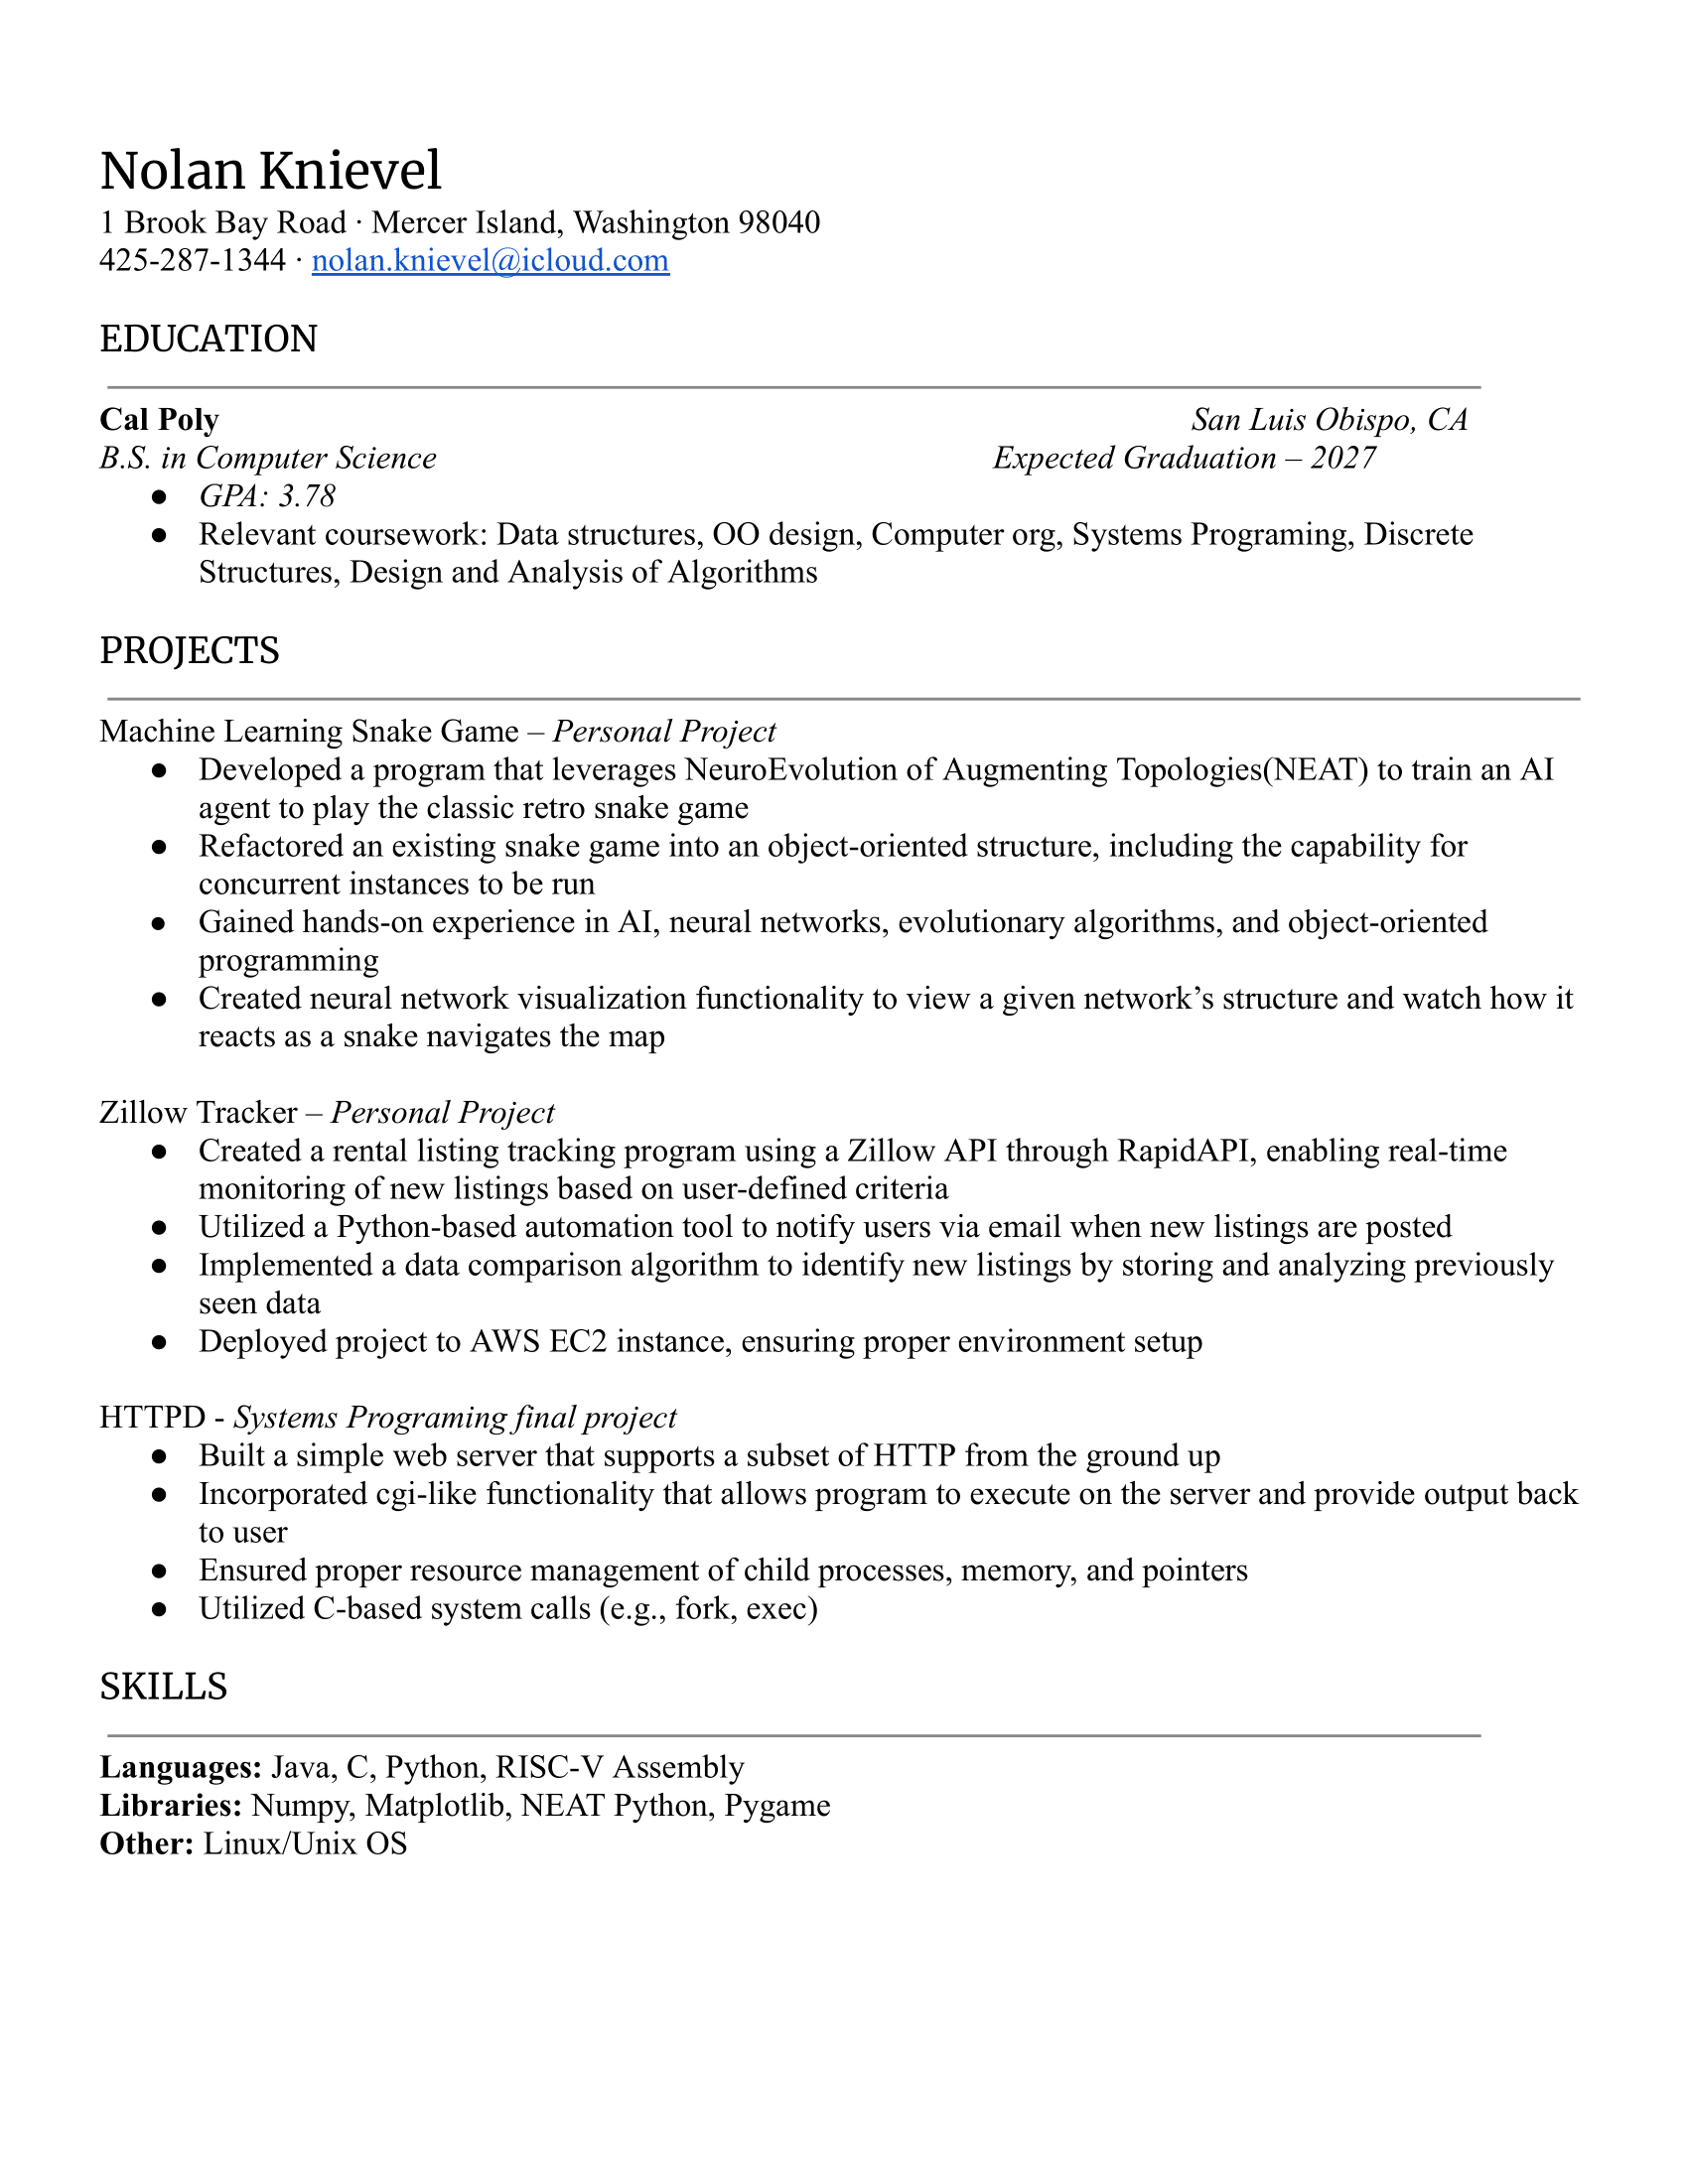 Nolan Knievel
1 Brook Bay Road · Mercer Island, Washington 98040
425-287-1344 · nolan.knievel@icloud.com
EDUCATION
Cal Poly San Luis Obispo, CA
B.S. in Computer Science Expected Graduation – 2027
● GPA: 3.78
● Relevant coursework: Data structures, OO design, Computer org, Systems Programing, Discrete
Structures, Design and Analysis of Algorithms
PROJECTS
Machine Learning Snake Game – Personal Project
● Developed a program that leverages NeuroEvolution of Augmenting Topologies(NEAT) to train an AI
agent to play the classic retro snake game
● Refactored an existing snake game into an object-oriented structure, including the capability for
concurrent instances to be run
● Gained hands-on experience in AI, neural networks, evolutionary algorithms, and object-oriented
programming
● Created neural network visualization functionality to view a given network’s structure and watch how it
reacts as a snake navigates the map
Zillow Tracker – Personal Project
● Created a rental listing tracking program using a Zillow API through RapidAPI, enabling real-time
monitoring of new listings based on user-defined criteria
● Utilized a Python-based automation tool to notify users via email when new listings are posted
● Implemented a data comparison algorithm to identify new listings by storing and analyzing previously
seen data
● Deployed project to AWS EC2 instance, ensuring proper environment setup
HTTPD - Systems Programing final project
● Built a simple web server that supports a subset of HTTP from the ground up
● Incorporated cgi-like functionality that allows program to execute on the server and provide output back
to user
● Ensured proper resource management of child processes, memory, and pointers
● Utilized C-based system calls (e.g., fork, exec)
SKILLS
Languages: Java, C, Python, RISC-V Assembly
Libraries: Numpy, Matplotlib, NEAT Python, Pygame
Other: Linux/Unix OS